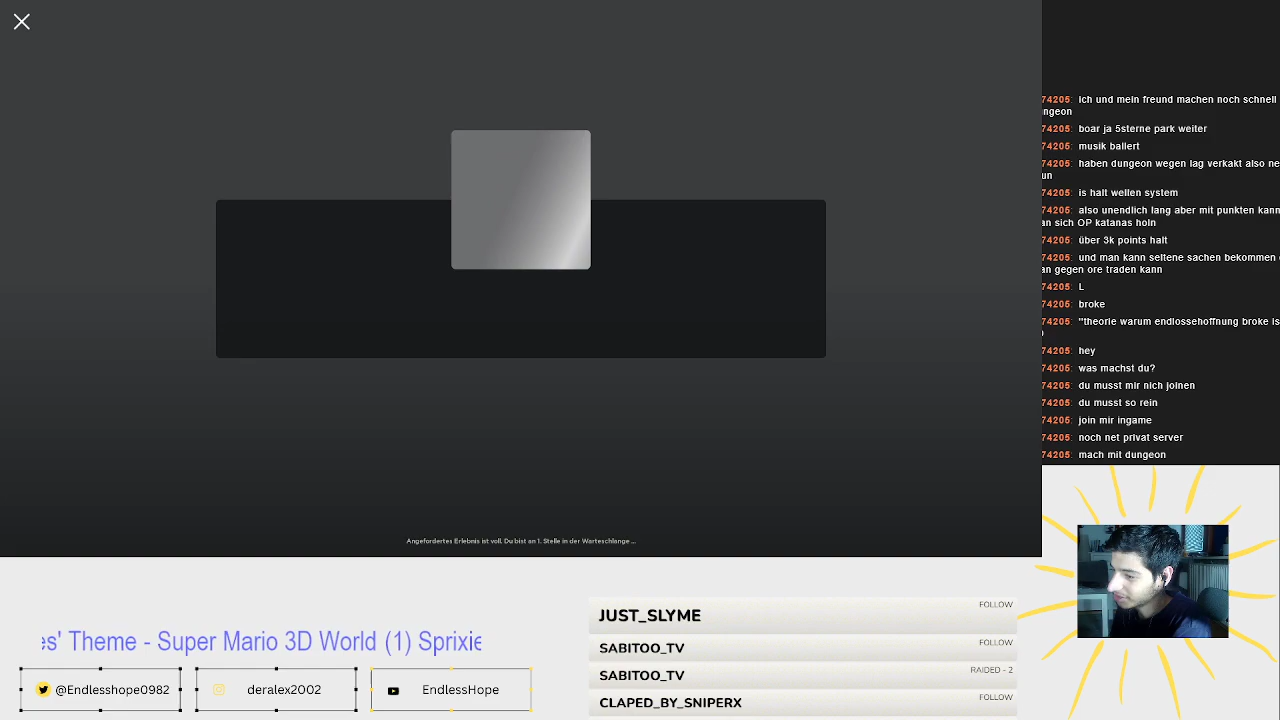 74205: Ich und mein freund machen noch schnell
ngeon
74205: boar ja 5sterne park weiter
74205: musik ballert
74205: haben dungeon wegen lag verkakt also ne
un
74205: is halt wellen system
74205: also unendlich lang aber mit punkten kann
an sich OP katanas holn
74205: über 3k points halt
74205: und man kann seltene sachen bekommen
an gegen ore traden kann
74205: L
74205: broke
74205: "theorie warum endlossehoffnung broke is
74205: hey
74205: was machst du?
74205: du musst mir nich joinen
74205: du musst so rein
74205: join mir ingame
74205: noch net privat server
74205: mach mit dungeon
Angefordertes Erlebnis ist voll. Du bist an 1. Stelle in der Warteschlange ...
es' Theme - Super Mario 3D World (1) Sprixie
@Endlesshope0982
deralex2002
EndlessHope
JUST_SLYME FOLLOW
SABITOO_TV FOLLOW
SABITOO_TV RAIDED - 2
CLAPED_BY_SNIPERX FOLLOW